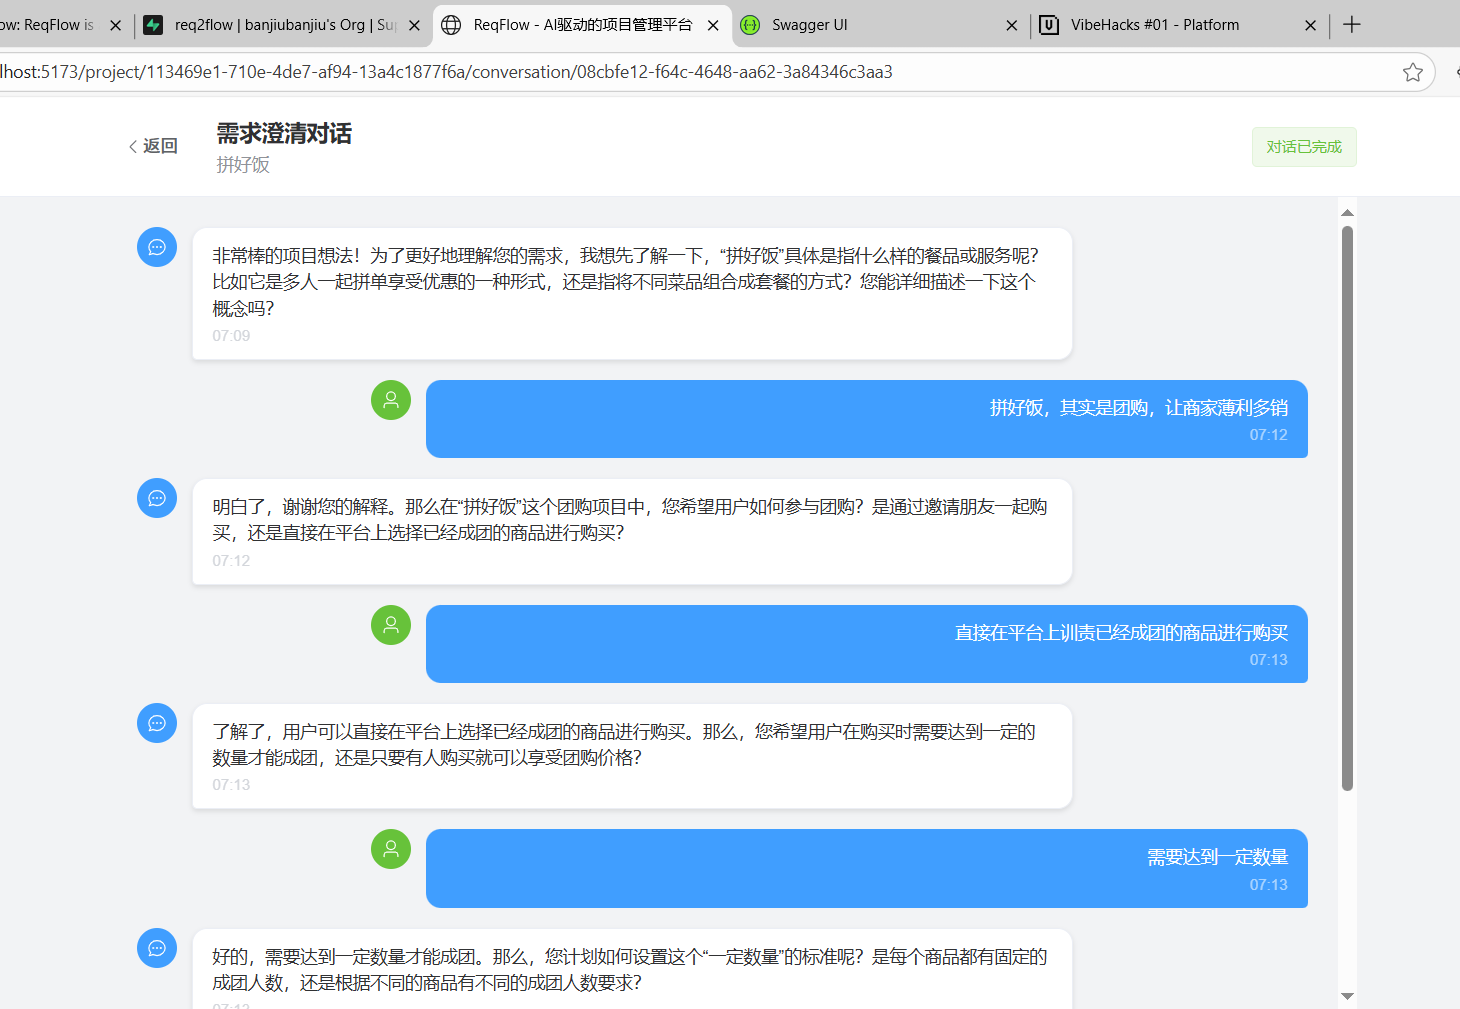 ow: ReqFlow is
req2flow | banjiubanjiu's Org | Su
ReqFlow - AI驱动的项目管理平台
Swagger UI
VibeHacks #01 - Platform
lhost:5173/project/113469e1-710e-4de7-af94-13a4c1877f6a/conversation/08cbfe12-f64c-4648-aa62-3a84346c3aa3
返回
需求澄清对话
拼好饭
对话已完成
非常棒的项目想法！为了更好地理解您的需求，我想先了解一下，“拼好饭”具体是指什么样的餐品或服务呢？
比如它是多人一起拼单享受优惠的一种形式，还是指将不同菜品组合成套餐的方式？您能详细描述一下这个
概念吗？
07:09
拼好饭，其实是团购，让商家薄利多销
07:12
明白了，谢谢您的解释。那么在“拼好饭”这个团购项目中，您希望用户如何参与团购？是通过邀请朋友一起购
买，还是直接在平台上选择已经成团的商品进行购买？
07:12
直接在平台上训责已经成团的商品进行购买
07:13
了解了，用户可以直接在平台上选择已经成团的商品进行购买。那么，您希望用户在购买时需要达到一定的
数量才能成团，还是只要有人购买就可以享受团购价格？
07:13
需要达到一定数量
07:13
好的，需要达到一定数量才能成团。那么，您计划如何设置这个“一定数量”的标准呢？是每个商品都有固定的
成团人数，还是根据不同的商品有不同的成团人数要求？